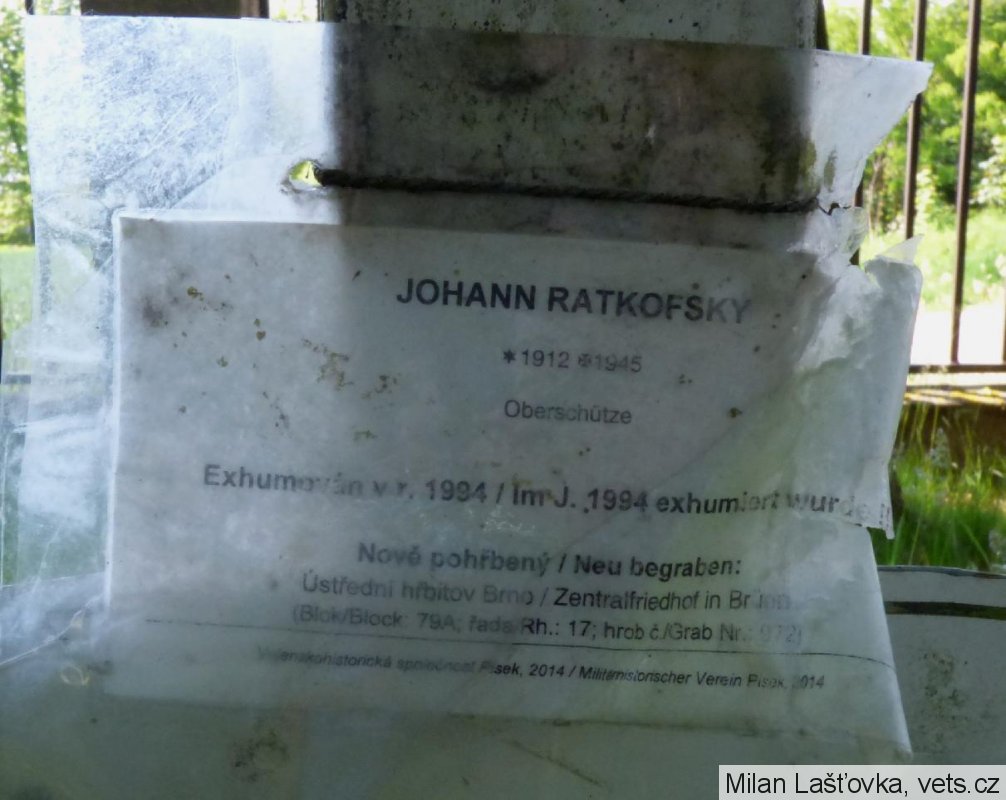 JOHANN RATKOFSKY
*1912 ✠1945
Oberschütze
Exhumován v r. 1994 / Im J. 1994 exhumiert wurde
Nově pohřbený / Neu begraben:
Ústřední hřbitov Brno / Zentralfriedhof in Brünn
(Blok/Block: 79A; řada/Rh.: 17; hrob č./Grab Nr.: 972)
Vojenskohistorická společnost Písek, 2014 / Militärhistorischer Verein Písek, 2014
Milan Lašťovka, vets.cz